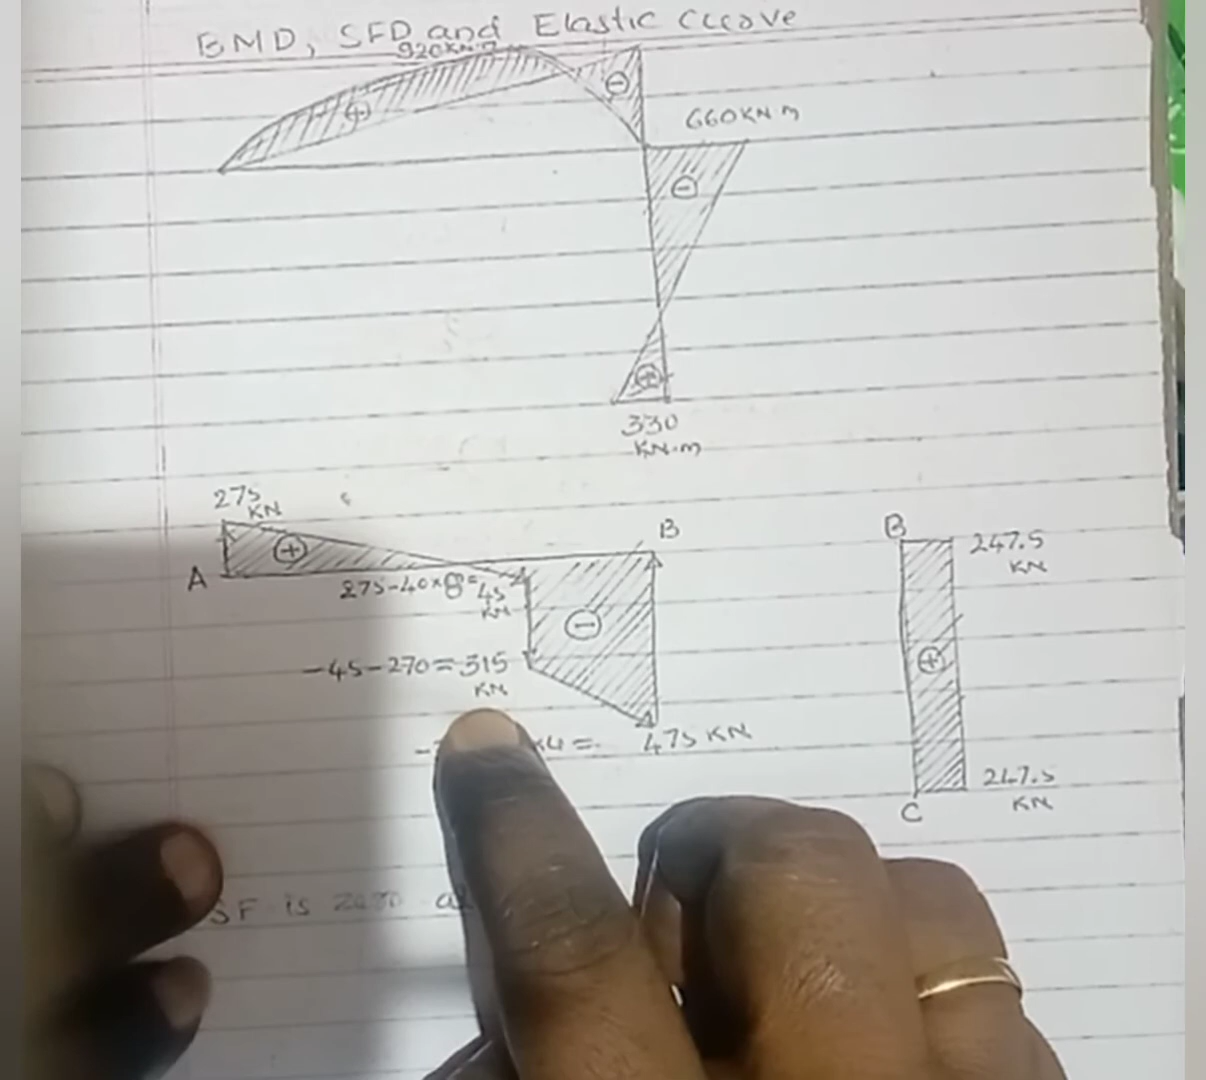 BMD, SFD and Elastic Curve
920KN.m
⊖
⊕
660KN.m
⊖
⊕
330
KN.m
275
KN
⊕
A
B
275-40×8=45
KN
⊖
-45-270=315
KN
×4=
475 KN
B
247.5
KN
⊕
247.5
KN
C
SF is zero